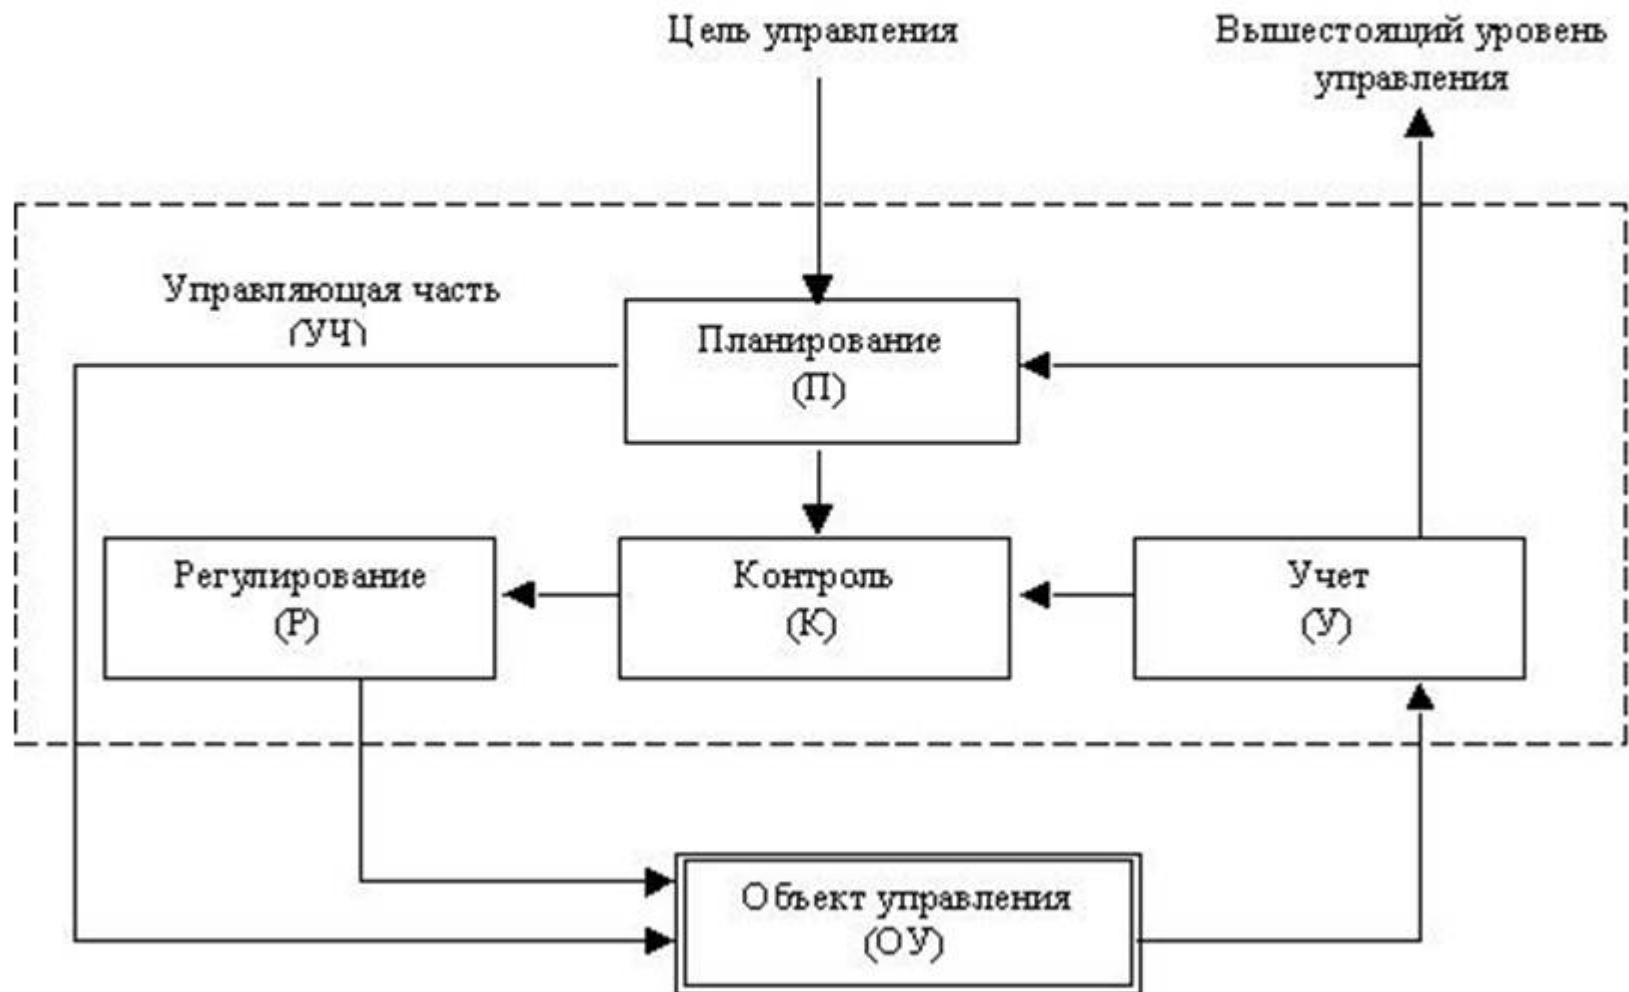 Цель управления
Вышестоящий уровень
управления
Управляющая часть
(УЧ)
Планирование
(П)
Регулирование
(Р)
Контроль
(К)
Учет
(У)
Объект управления
(ОУ)